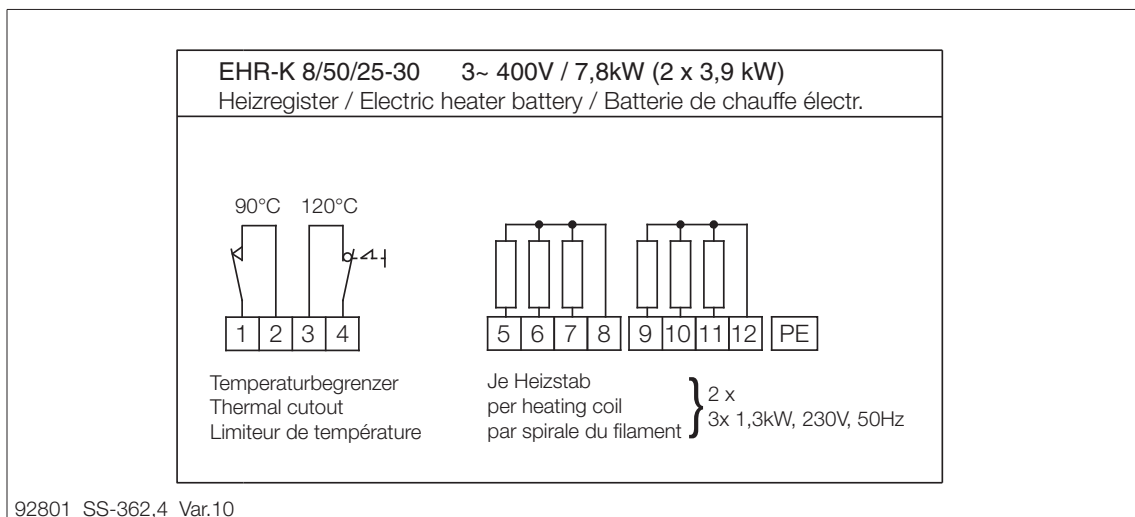 EHR-K 8/50/25-30 3~ 400V / 7,8kW (2 x 3,9 kW)
Heizregister / Electric heater battery / Batterie de chauffe électr.
90°C 120°C
1 2 3 4 5 6 7 8 9 10 11 12 PE
Temperaturbegrenzer
Thermal cutout
Limiteur de température
Je Heizstab
per heating coil
par spirale du filament
2 x
3x 1,3kW, 230V, 50Hz
92801 SS-362,4 Var.10